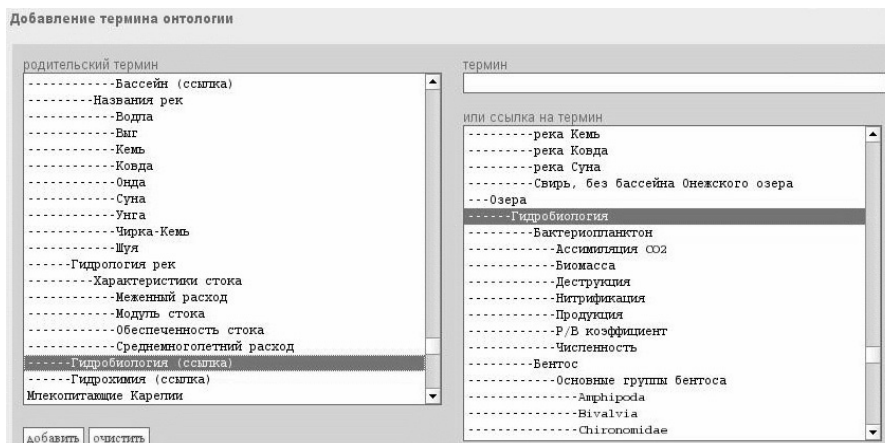 Добавление термина онтологии
родительский термин
------------Бассейн (ссылка)
---------Названия рек
------------Водла
------------Выг
------------Кемь
------------Ковда
------------Онда
------------Суна
------------Унга
------------Чирка-Кемь
------------Шуя
------Гидрология рек
---------Характеристики стока
------------Меженный расход
------------Модуль стока
------------Обеспеченность стока
------------Среднемноголетний расход
------Гидробиология (ссылка)
------Гидрохимия (ссылка)
Млекопитающие Карелии
добавить очистить
термин
или ссылка на термин
---------река Кемь
---------река Ковда
---------река Суна
---------Свирь, без бассейна Онежского озера
---Озера
------Гидробиология
---------Бактериопланктон
------------Ассимиляция CO2
------------Биомасса
------------Деструкция
------------Нитрификация
------------Продукция
------------P/B коэффициент
------------Численность
---------Бентос
------------Основные группы бентоса
---------------Amphipoda
---------------Bivalvia
---------------Chironomidae